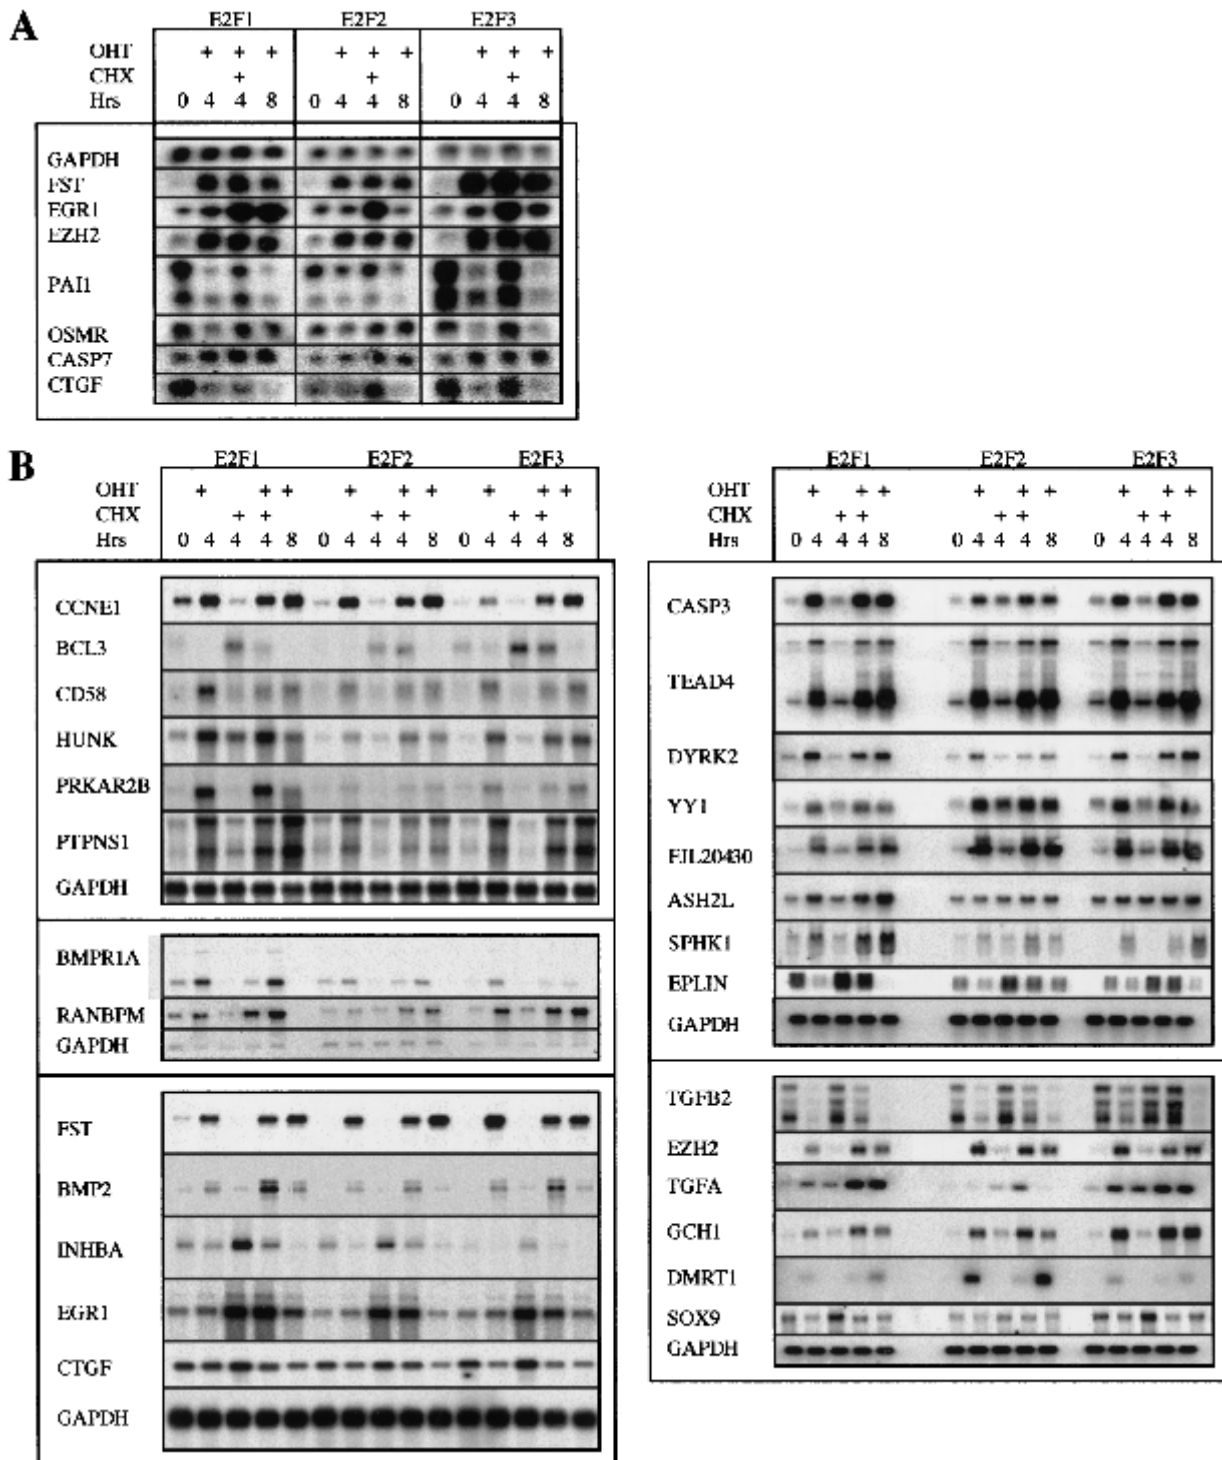 A
E2F1 E2F2 E2F3
OHT + + + + + + + + +
CHX + + +
Hrs 0 4 4 8 0 4 4 8 0 4 4 8
GAPDH
FST
EGR1
EZH2
PAI1
OSMR
CASP7
CTGF
B
E2F1 E2F2 E2F3
OHT + + + + + + + + +
CHX + + + + + +
Hrs 0 4 4 4 8 0 4 4 4 8 0 4 4 4 8
CCNE1
BCL3
CD58
HUNK
PRKAR2B
PTPNS1
GAPDH
BMPR1A
RANBPM
GAPDH
FST
BMP2
INHBA
EGR1
CTGF
GAPDH
E2F1 E2F2 E2F3
OHT + + + + + + + + +
CHX + + + + + +
Hrs 0 4 4 4 8 0 4 4 4 8 0 4 4 4 8
CASP3
TEAD4
DYRK2
YY1
FJL20430
ASH2L
SPHK1
EPLIN
GAPDH
TGFB2
EZH2
TGFA
GCH1
DMRT1
SOX9
GAPDH